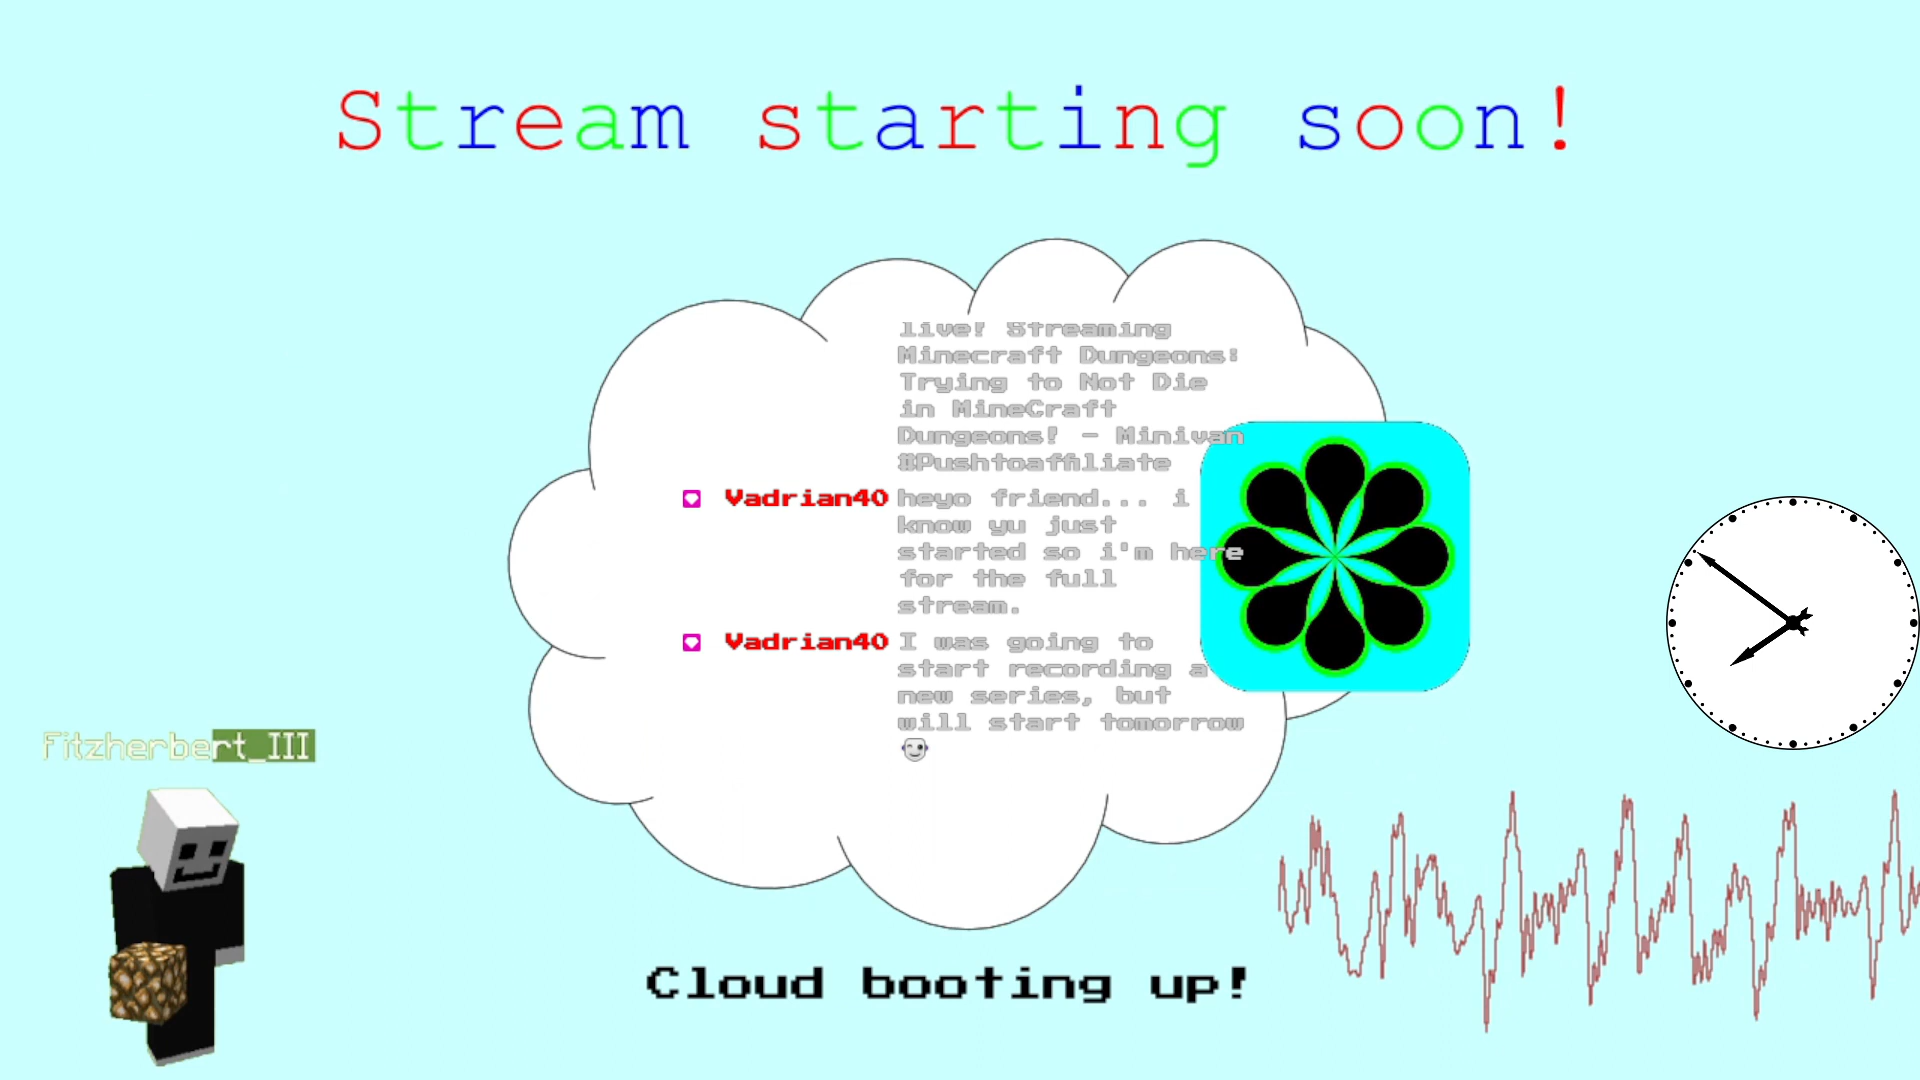 Stream starting soon!
live! Streaming
Minecraft Dungeons:
Trying to Not Die
in MineCraft
Dungeons! - Minivan
#Pushtoaffiliate
Vadrian40 heyo friend... i
know yu just
started so i'm here
for the full
stream.
Vadrian40 I was going to
start recording a
new series, but
will start tomorrow
Fitzherbert_III
Cloud booting up!